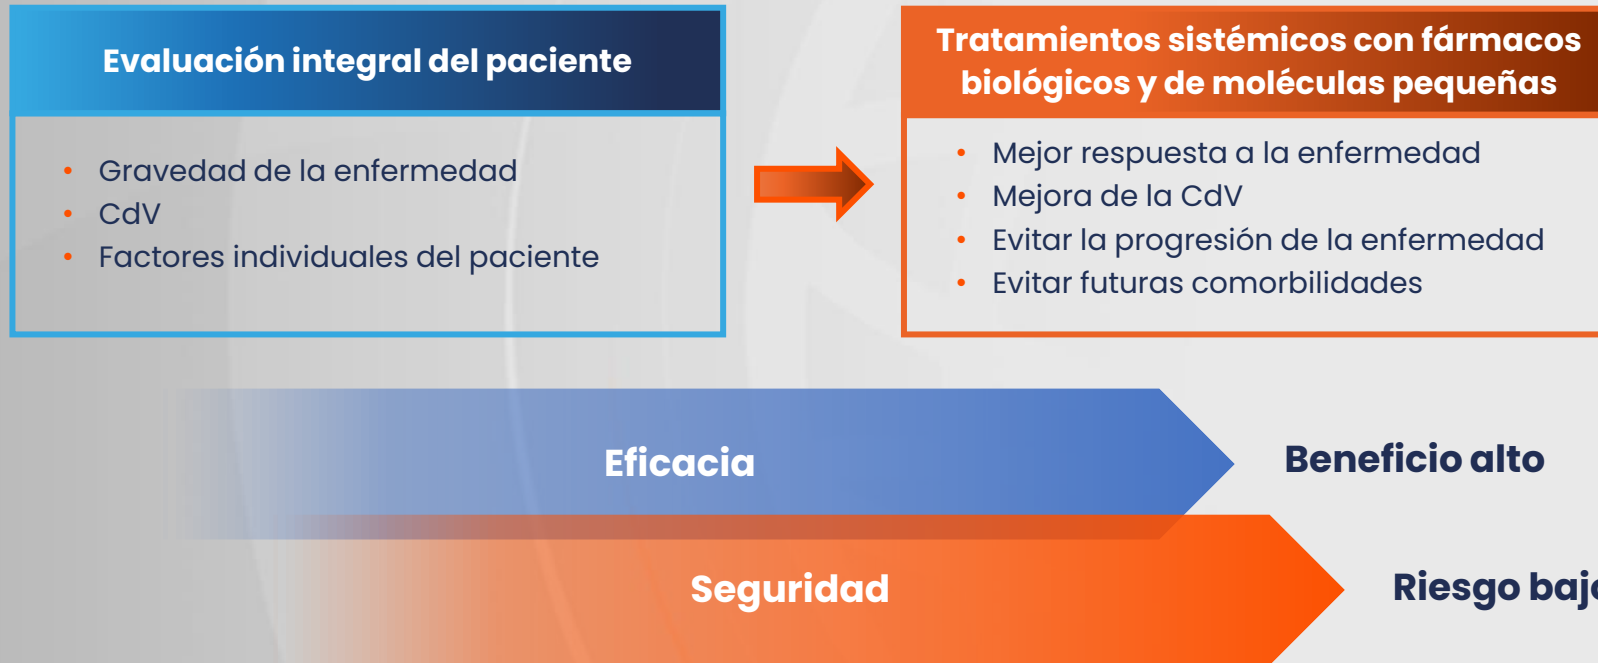 Evaluación integral del paciente
• Gravedad de la enfermedad
• CdV
• Factores individuales del paciente
Tratamientos sistémicos con fármacos
biológicos y de moléculas pequeñas
• Mejor respuesta a la enfermedad
• Mejora de la CdV
• Evitar la progresión de la enfermedad
• Evitar futuras comorbilidades
Eficacia
Beneficio alto
Seguridad
Riesgo bajo